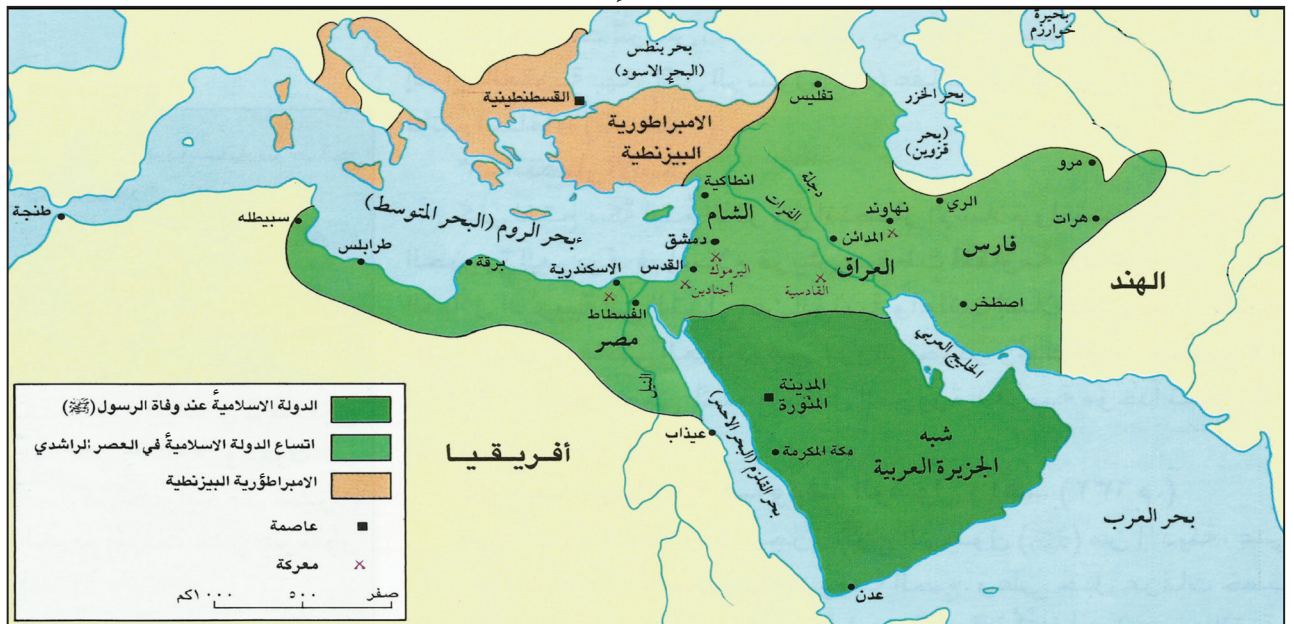 بحيرة
خوارزم
بحر بنطس
(البحر الاسود)
بحر الخزر
(بحر
قزوين)
تفليس
القسطنطينية
الامبراطورية
البيزنطية
مرو
انطاكية
دجلة
الفرات
الشام
نهاوند
الري
هرات
طنجة
سبيطله
بحر الروم (البحر المتوسط)
دمشق
المدائن
فارس
طرابلس
برقة
الاسكندرية
القدس
اليرموك
العراق
أجنادين
القادسية
الهند
اصطخر
الفسطاط
مصر
الخليج العربي
النيل
المدينة
المنورة
عيذاب
بحر القلزم (البحر الاحمر)
مكة المكرمة
شبه
الجزيرة العربية
أفريقيا
بحر العرب
عدن
الدولة الاسلامية عند وفاة الرسول (ﷺ)
اتساع الدولة الاسلامية في العصر الراشدي
الامبراطورية البيزنطية
عاصمة
معركة
صفر ٥٠٠ ١٠٠٠كم